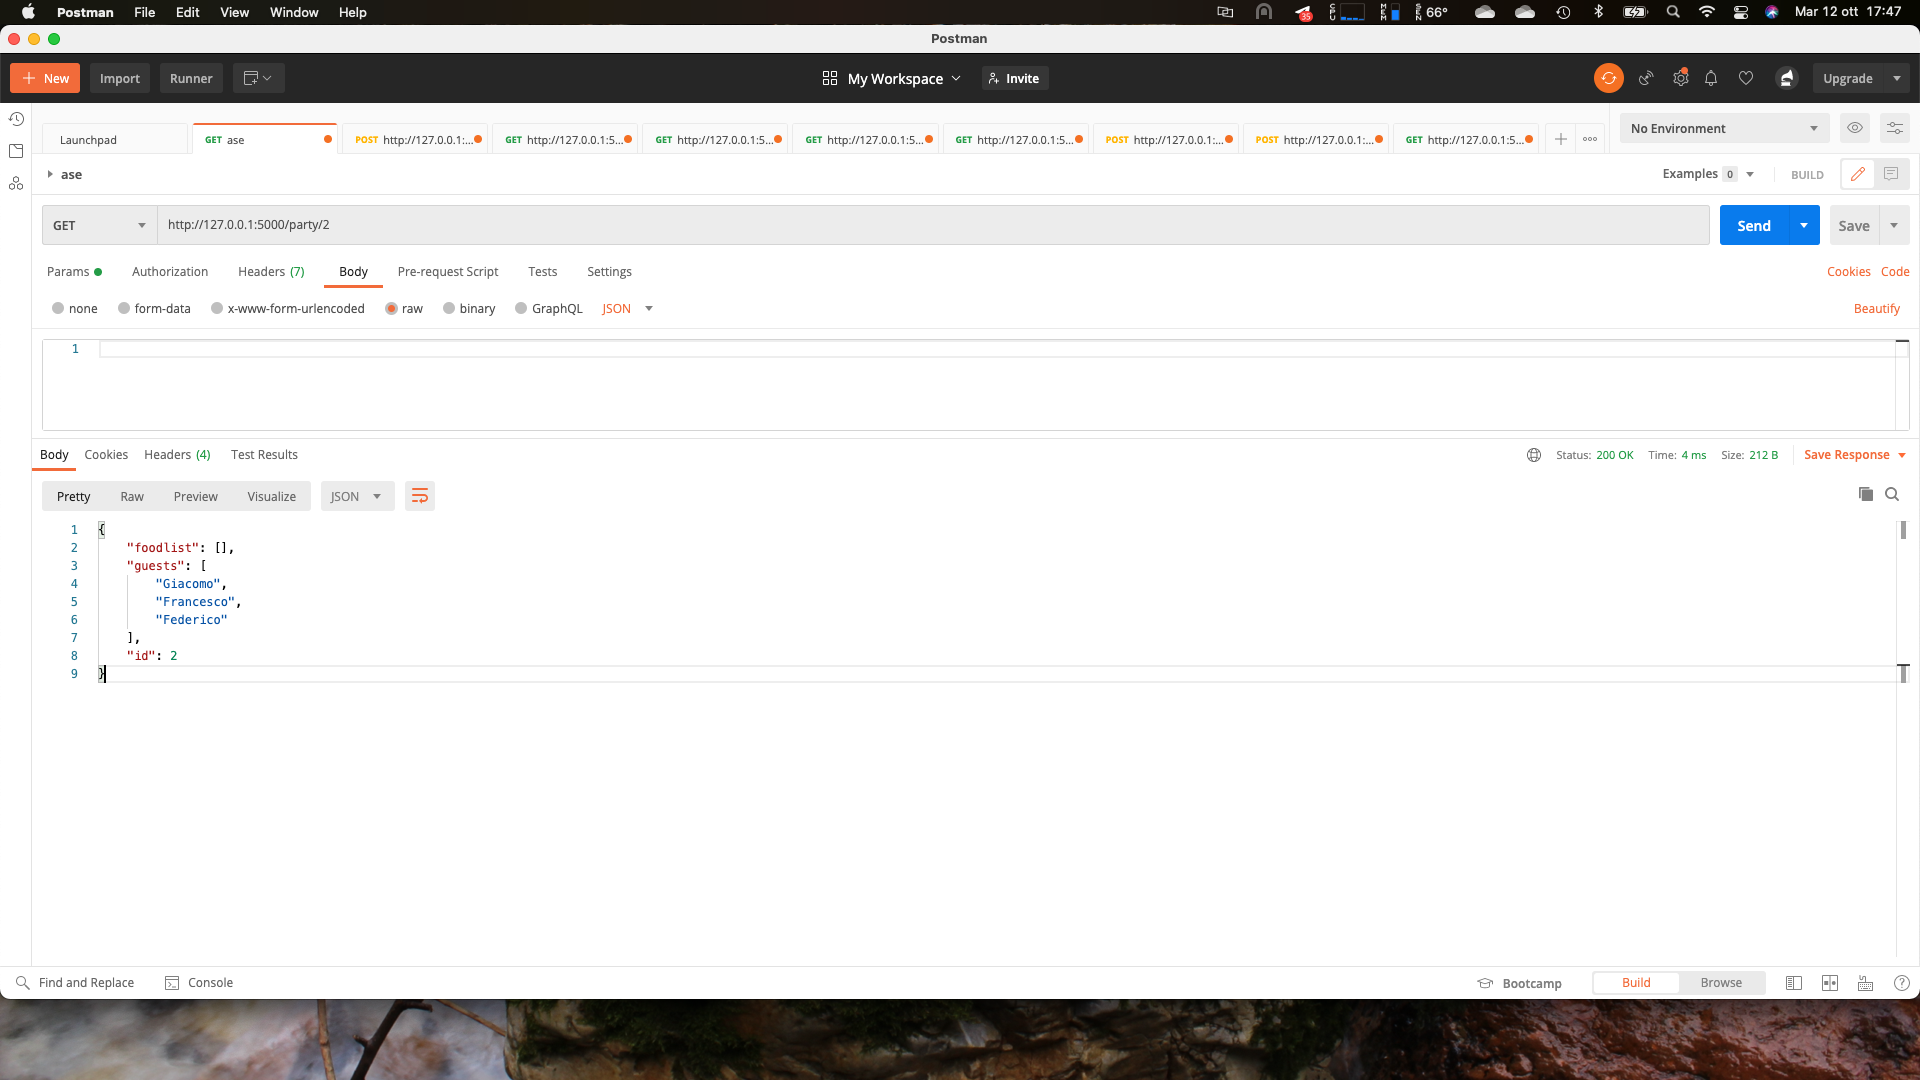 Postman File Edit View Window Help 35 CPU MEM SEN 66° Mar 12 ott 17:47
Postman
New Import Runner My Workspace Invite Upgrade
Launchpad GET ase POST http://127.0.0.1:... GET http://127.0.0.1:5... GET http://127.0.0.1:5... GET http://127.0.0.1:5... GET http://127.0.0.1:5... POST http://127.0.0.1:... POST http://127.0.0.1:... GET http://127.0.0.1:5... No Environment
ase Examples 0 BUILD
GET http://127.0.0.1:5000/party/2 Send Save
Params Authorization Headers (7) Body Pre-request Script Tests Settings Cookies Code
none form-data x-www-form-urlencoded raw binary GraphQL JSON Beautify
1
Body Cookies Headers (4) Test Results Status: 200 OK Time: 4 ms Size: 212 B Save Response
Pretty Raw Preview Visualize JSON
1 {
2 "foodlist": [],
3 "guests": [
4 "Giacomo",
5 "Francesco",
6 "Federico"
7 ],
8 "id": 2
9 }
Find and Replace Console Bootcamp Build Browse